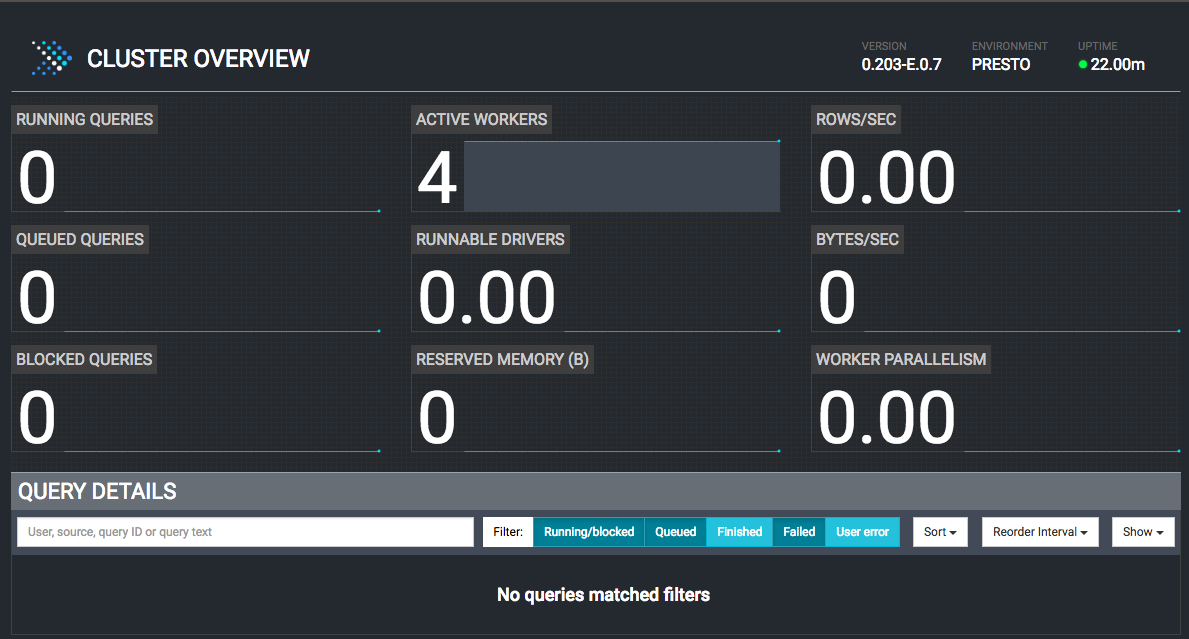 CLUSTER OVERVIEW
VERSION
0.203-E.0.7
ENVIRONMENT
PRESTO
UPTIME
22.00m
RUNNING QUERIES
0
ACTIVE WORKERS
4
ROWS/SEC
0.00
QUEUED QUERIES
0
RUNNABLE DRIVERS
0.00
BYTES/SEC
0
BLOCKED QUERIES
0
RESERVED MEMORY (B)
0
WORKER PARALLELISM
0.00
QUERY DETAILS
User, source, query ID or query text
Filter: Running/blocked Queued Finished Failed User error Sort Reorder Interval Show
No queries matched filters